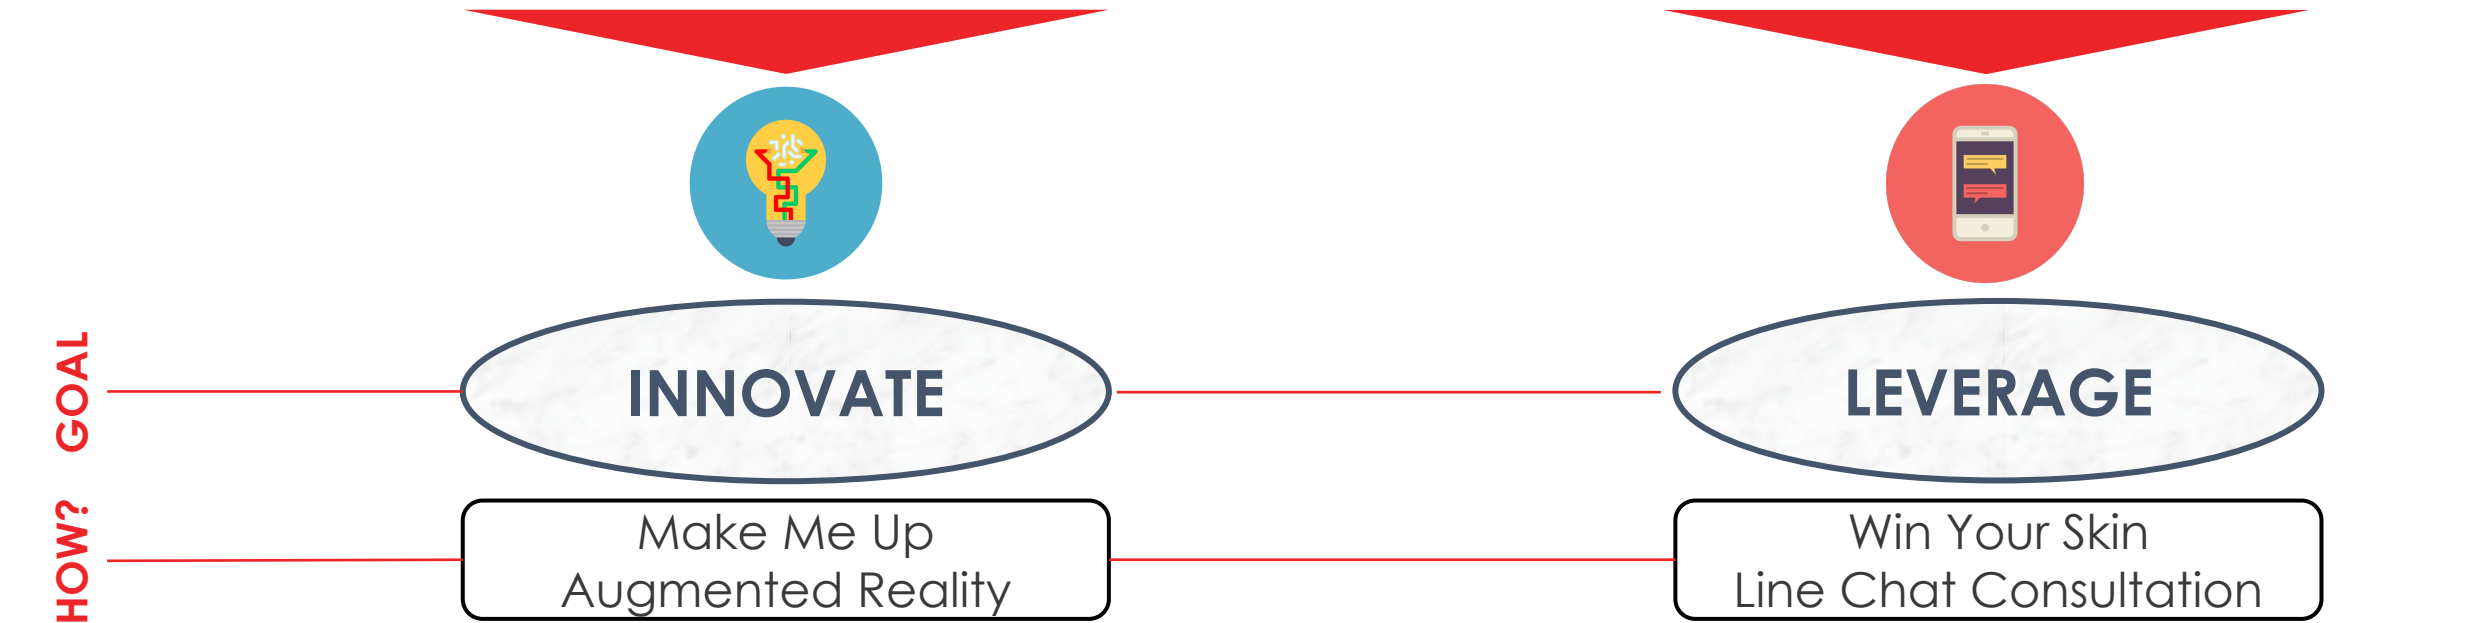 GOAL
INNOVATE
LEVERAGE
HOW?
Make Me Up
Augmented Reality
Win Your Skin
Line Chat Consultation